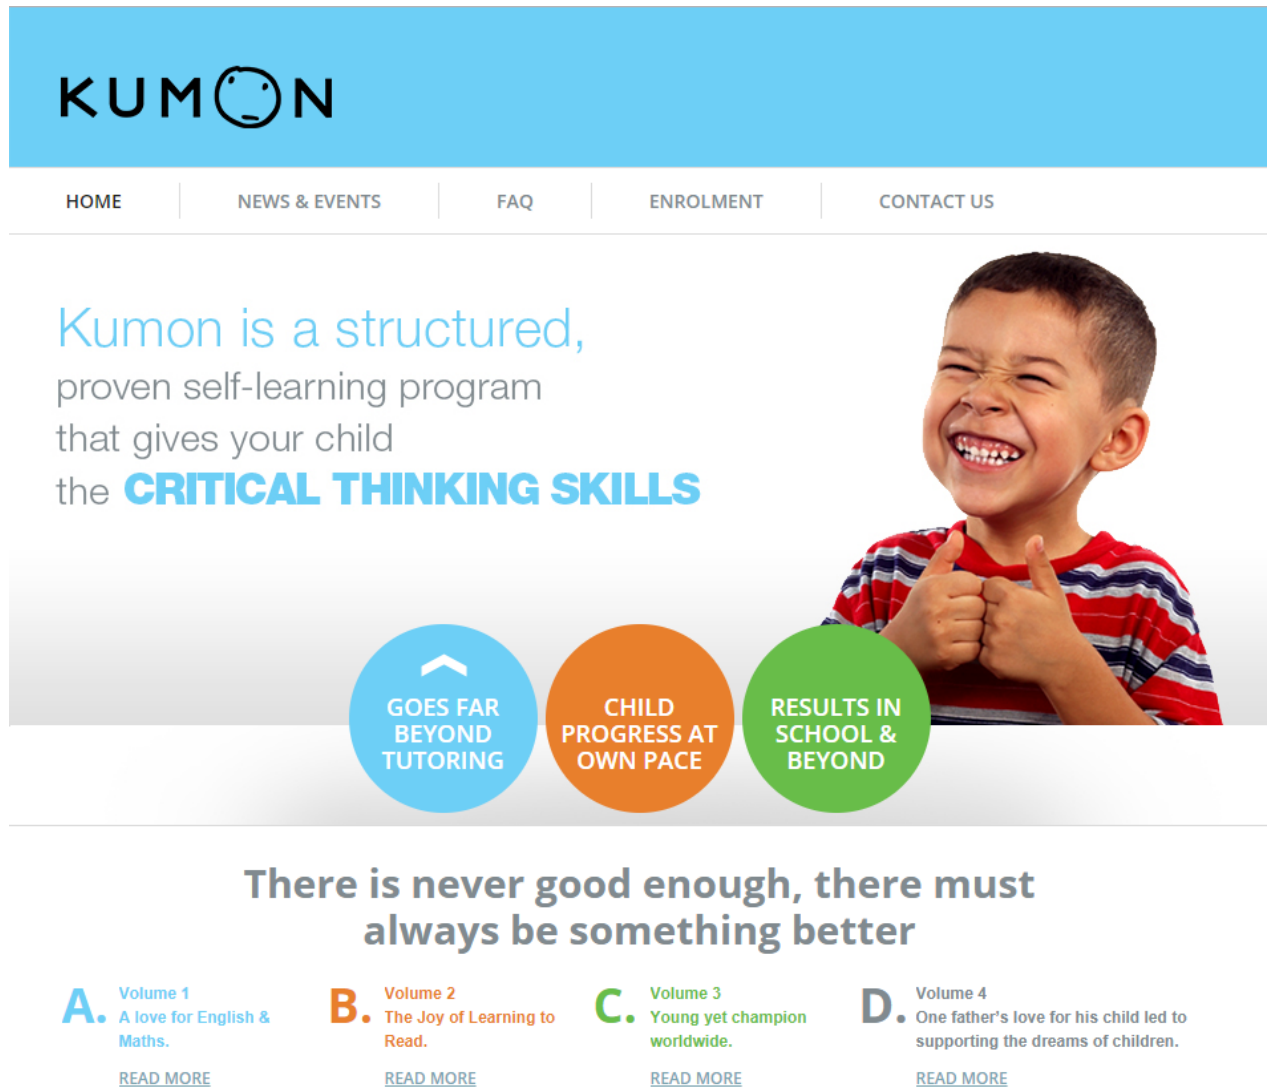 KUMON
HOME
NEWS & EVENTS
FAQ
ENROLMENT
CONTACT US
Kumon is a structured,
proven self-learning program
that gives your child
the CRITICAL THINKING SKILLS
GOES FAR
BEYOND
TUTORING
CHILD
PROGRESS AT
OWN PACE
RESULTS IN
SCHOOL &
BEYOND
There is never good enough, there must
always be something better
A.
Volume 1
A love for English &
Maths.
READ MORE
B.
Volume 2
The Joy of Learning to
Read.
READ MORE
C.
Volume 3
Young yet champion
worldwide.
READ MORE
D.
Volume 4
One father's love for his child led to
supporting the dreams of children.
READ MORE